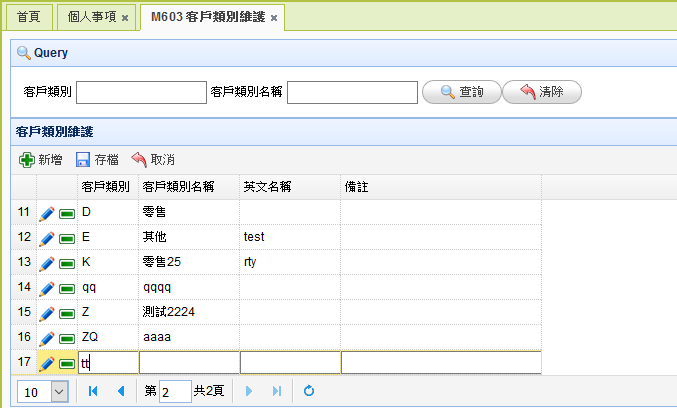 首頁 個人事項 × M603 客戶類別維護 ×
Query
客戶類別 客戶類別名稱 查詢 清除
客戶類別維護
新增 存檔 取消
客戶類別 客戶類別名稱 英文名稱 備註
11 D 零售
12 E 其他 test
13 K 零售25 rty
14 qq qqqq
15 Z 測試2224
16 ZQ aaaa
17 tt
10 第 2 共2頁